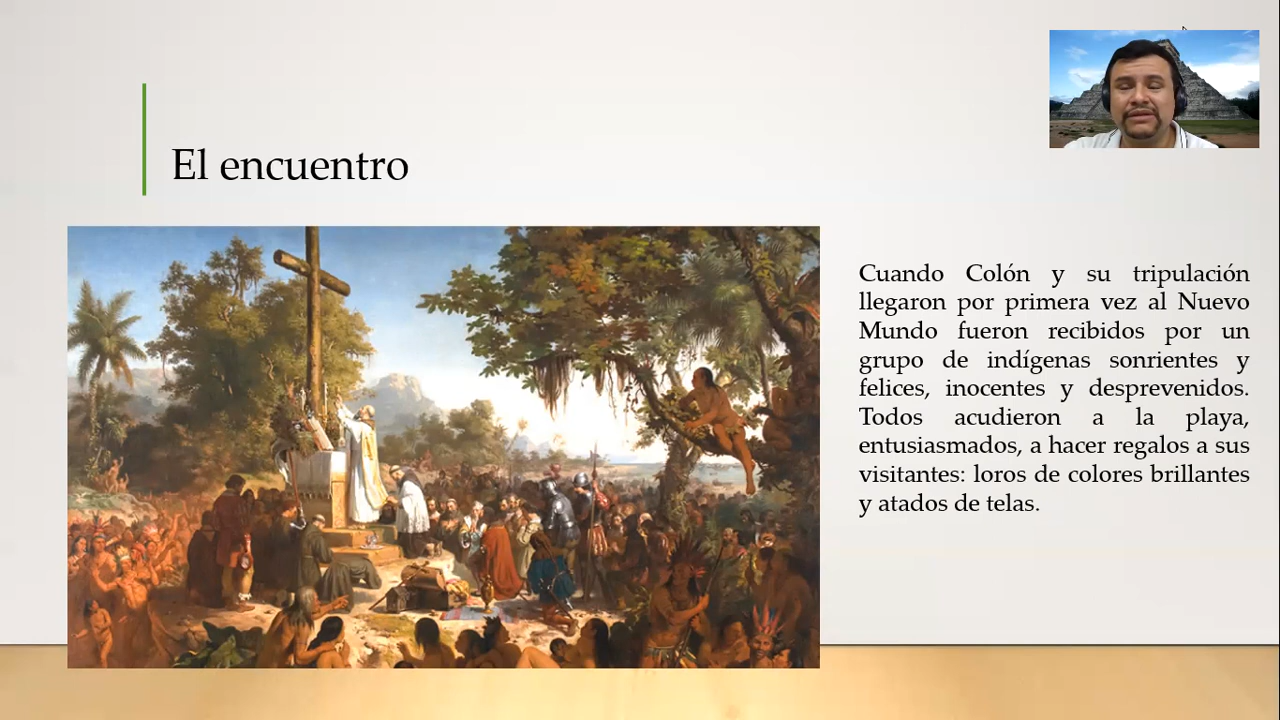 El encuentro
Cuando Colón y su tripulación
llegaron por primera vez al Nuevo
Mundo fueron recibidos por un
grupo de indígenas sonrientes y
felices, inocentes y desprevenidos.
Todos acudieron a la playa,
entusiasmados, a hacer regalos a sus
visitantes: loros de colores brillantes
y atados de telas.